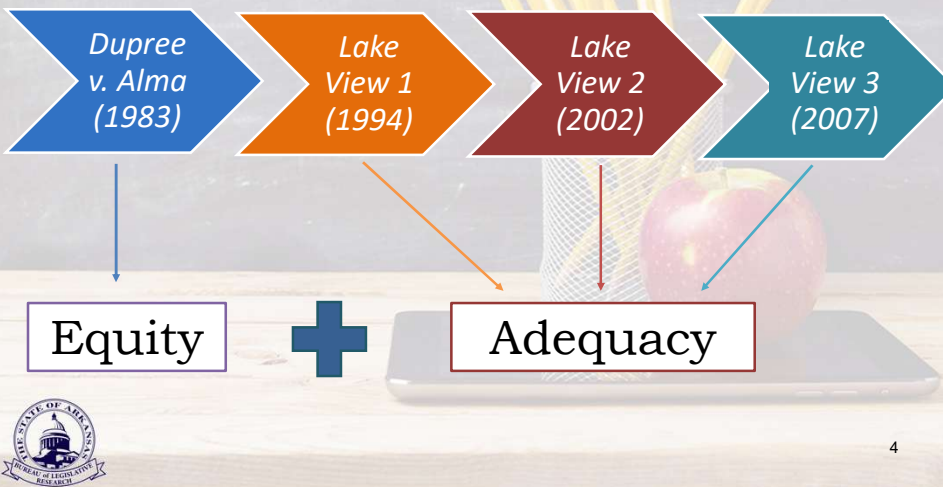 Dupree
v. Alma
(1983)
Lake
View 1
(1994)
Lake
View 2
(2002)
Lake
View 3
(2007)
Equity
Adequacy
THE STATE OF ARKANSAS
BUREAU of LEGISLATIVE
RESEARCH
4